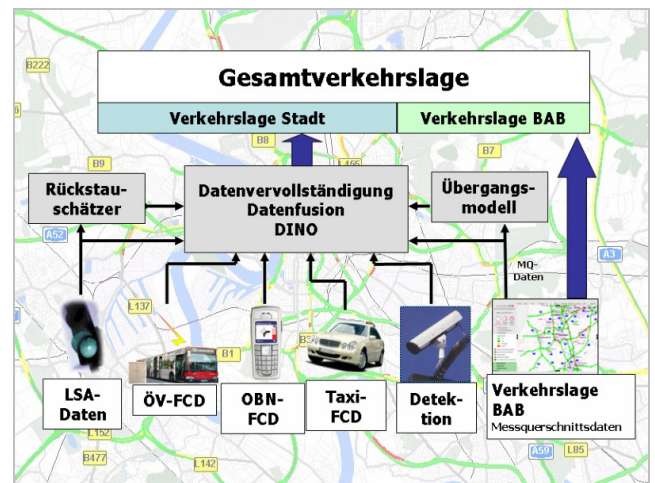 B222
Gesamtverkehrslage
Verkehrslage Stadt
Verkehrslage BAB
B8
B7
B9
Rückstau-
schätzer
Datenvervollständigung
Datenfusion
DINO
Übergangs-
modell
A52
A3
MQ-
Daten
L137
B1
LSA-
Daten
ÖV-FCD
OBN-
FCD
Taxi-
FCD
Detek-
tion
Verkehrslage
BAB
Messquerschnittsdaten
L152
B477
L142
A59
L85